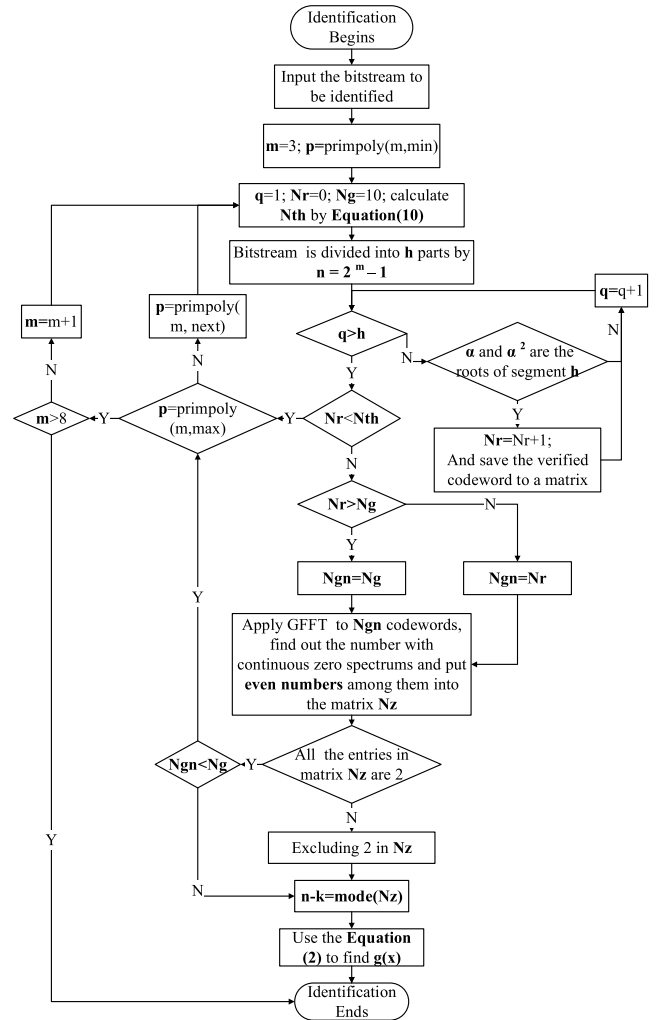 Identification
Begins
Input the bitstream to
be identified
m=3; p=primpoly(m,min)
q=1; Nr=0; Ng=10; calculate
Nth by Equation(10)
Bitstream is divided into h parts by
n = 2 ^m – 1
q=q+1
m=m+1
p=primpoly(
m, next)
N
q>h
N
α and α ² are the
roots of segment h
N
N
Y
Y
m>8
Y
p=primpoly
(m,max)
Y
Nr<Nth
Nr=Nr+1;
And save the verified
codeword to a matrix
N
Nr>Ng
N
Y
Ngn=Ng
Ngn=Nr
Y
Apply GFFT to Ngn codewords,
find out the number with
continuous zero spectrums and put
even numbers among them into
the matrix Nz
Ngn<Ng
Y
All the entries in
matrix Nz are 2
N
Y
Excluding 2 in Nz
N
n-k=mode(Nz)
Use the Equation
(2) to find g(x)
Identification
Ends